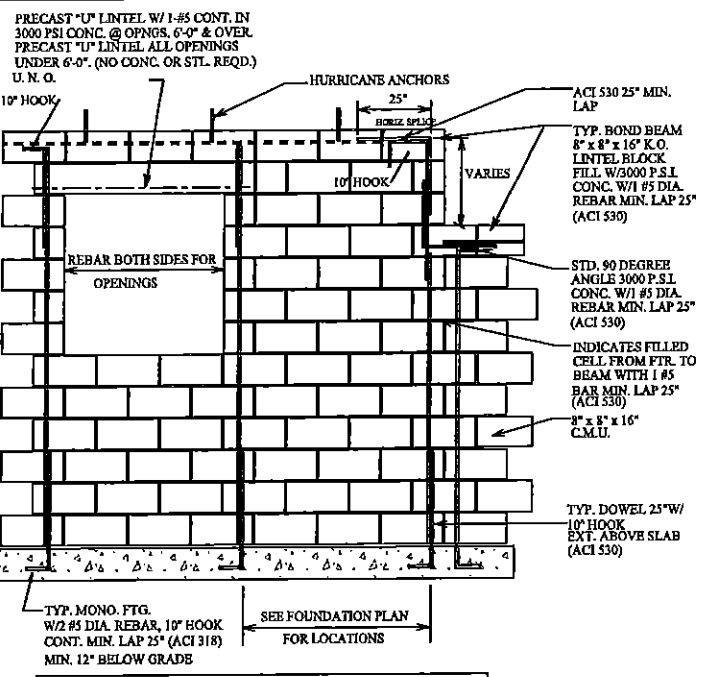 PRECAST "U" LINTEL W/ 1-#5 CONT. IN
3000 PSI CONC. @ OPNGS. 6'-0" & OVER.
PRECAST "U" LINTEL ALL OPENINGS
UNDER 6'-0". (NO CONC. OR STL. REQD.)
U. N. O.
10" HOOK
HURRICANE ANCHORS
25"
HORIZ SPLICE
10" HOOK
VARIES
REBAR BOTH SIDES FOR
OPENINGS
ACI 530 25" MIN.
LAP
TYP. BOND BEAM
8" x 8" x 16" K.O.
LINTEL BLOCK
FILL W/3000 P.S.I.
CONC. W/1 #5 DIA.
REBAR MIN. LAP 25"
(ACI 530)
STD. 90 DEGREE
ANGLE 3000 P.S.I.
CONC. W/1 #5 DIA.
REBAR MIN. LAP 25"
(ACI 530)
INDICATES FILLED
CELL FROM FTR. TO
BEAM WITH 1 #5
BAR MIN. LAP 25"
(ACI 530)
8" x 8" x 16"
C.M.U.
TYP. DOWEL 25" W/
10" HOOK
EXT. ABOVE SLAB
(ACI 530)
TYP. MONO. FTG.
W/2 #5 DIA. REBAR, 10" HOOK
CONT. MIN. LAP 25" (ACI 318)
MIN. 12" BELOW GRADE
SEE FOUNDATION PLAN
FOR LOCATIONS